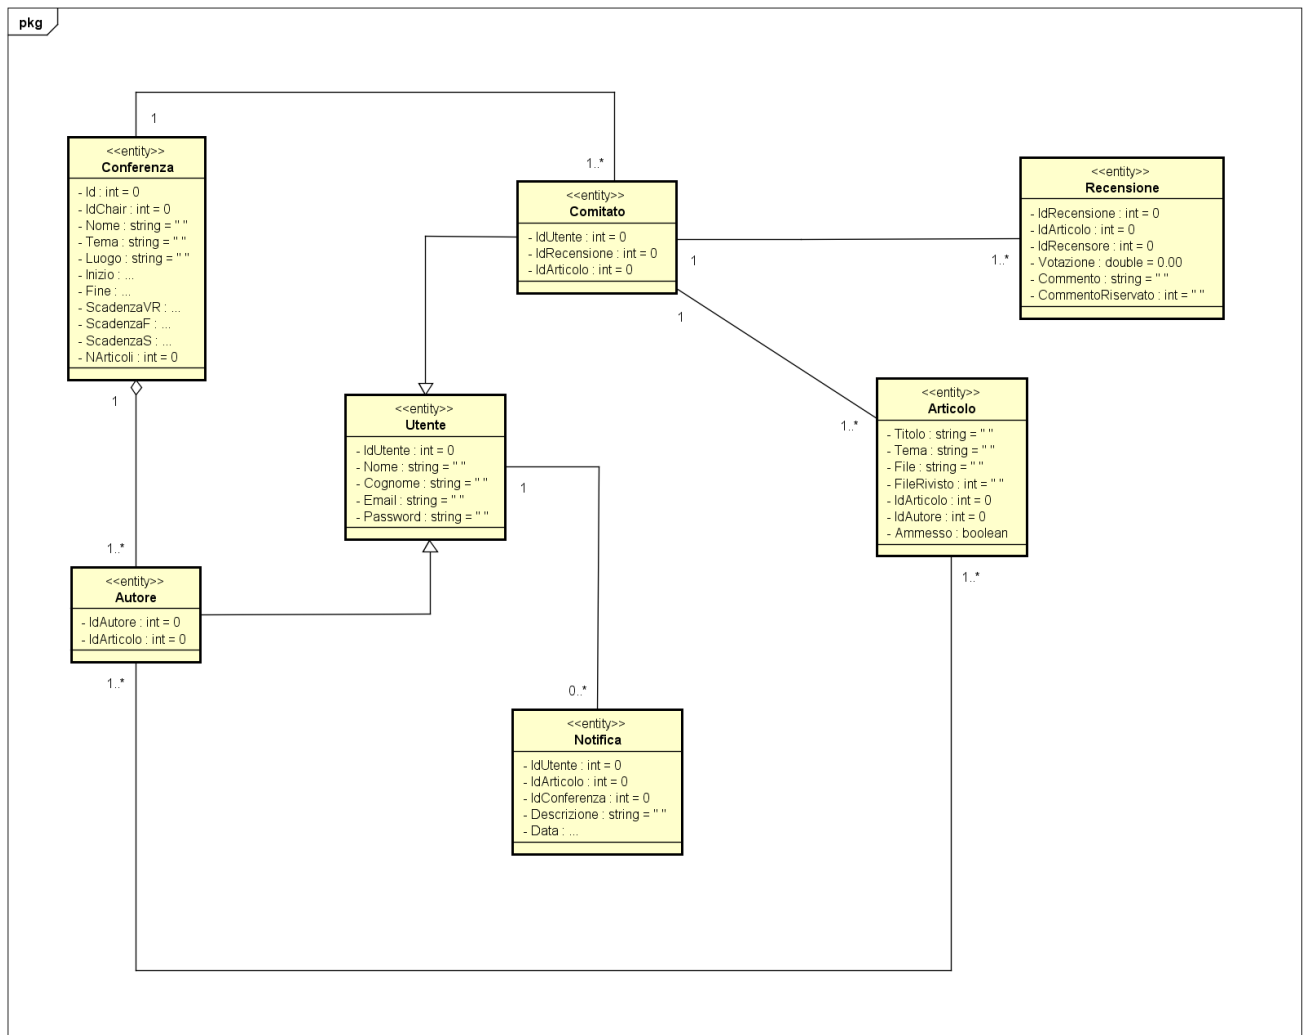 pkg
1
<<entity>>
Conferenza
- Id : int = 0
- IdChair : int = 0
- Nome : string = " "
- Tema : string = " "
- Luogo : string = " "
- Inizio : ...
- Fine : ...
- ScadenzaVR : ...
- ScadenzaF : ...
- ScadenzaS : ...
- NArticoli : int = 0
1
1..*
<<entity>>
Comitato
- IdUtente : int = 0
- IdRecensione : int = 0
- IdArticolo : int = 0
1
1..*
1
1..*
<<entity>>
Recensione
- IdRecensione : int = 0
- IdArticolo : int = 0
- IdRecensore : int = 0
- Votazione : double = 0.00
- Commento : string = " "
- CommentoRiservato : int = " "
<<entity>>
Utente
- IdUtente : int = 0
- Nome : string = " "
- Cognome : string = " "
- Email : string = " "
- Password : string = " "
1
<<entity>>
Articolo
- Titolo : string = " "
- Tema : string = " "
- File : string = " "
- FileRivisto : int = " "
- IdArticolo : int = 0
- IdAutore : int = 0
- Ammesso : boolean
1..*
1..*
<<entity>>
Autore
- IdAutore : int = 0
- IdArticolo : int = 0
1..*
0..*
<<entity>>
Notifica
- IdUtente : int = 0
- IdArticolo : int = 0
- IdConferenza : int = 0
- Descrizione : string = " "
- Data : ...